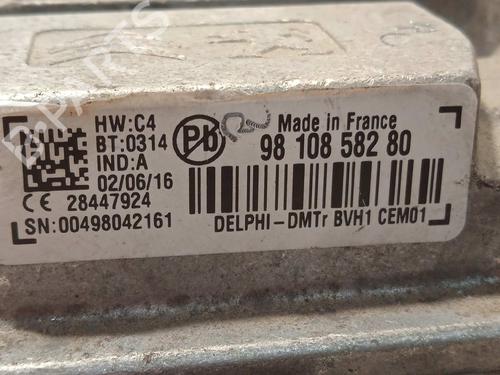 HW:C4
BT:0314
IND:A
02/06/16
CE 28447924
SN:00498042161
Pb
Made in France
98 108 582 80
DELPHI-DMTr BVH1 CEM01
B-PARTS